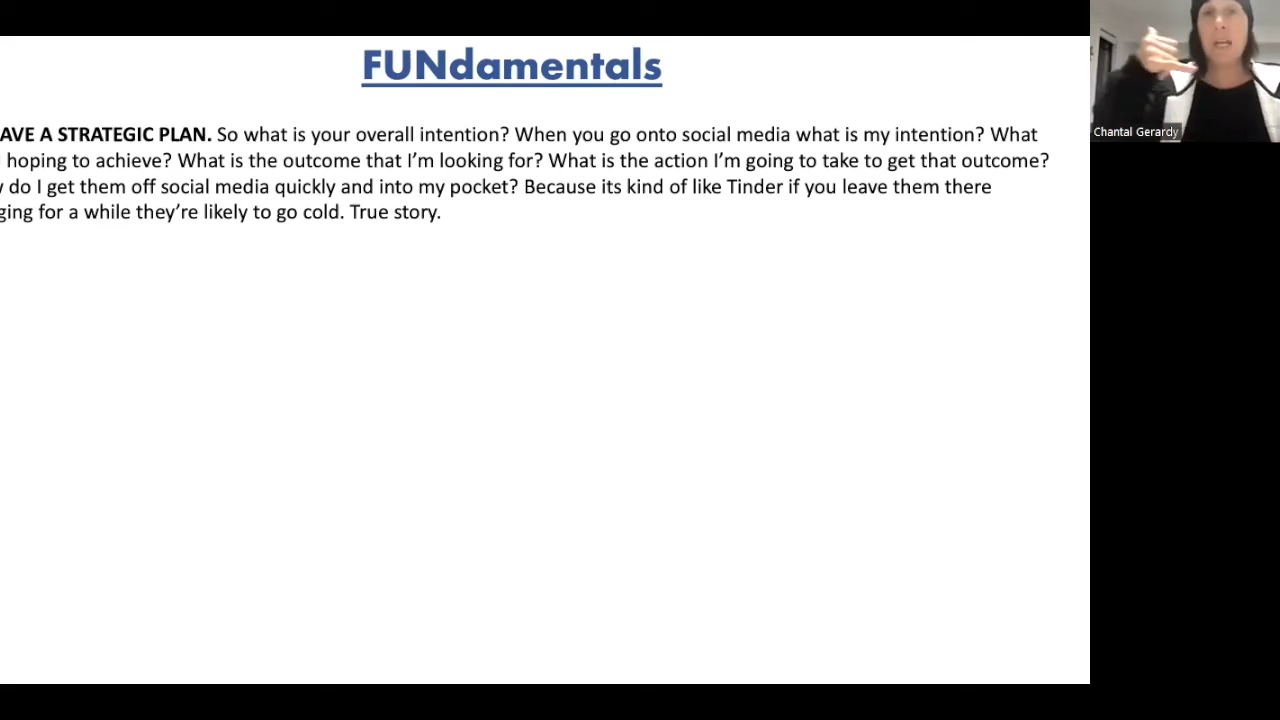 FUNdamentals
AVE A STRATEGIC PLAN. So what is your overall intention? When you go onto social media what is my intention? What
hoping to achieve? What is the outcome that I'm looking for? What is the action I'm going to take to get that outcome?
do I get them off social media quickly and into my pocket? Because its kind of like Tinder if you leave them there
ging for a while they're likely to go cold. True story.
Chantal Gerardy